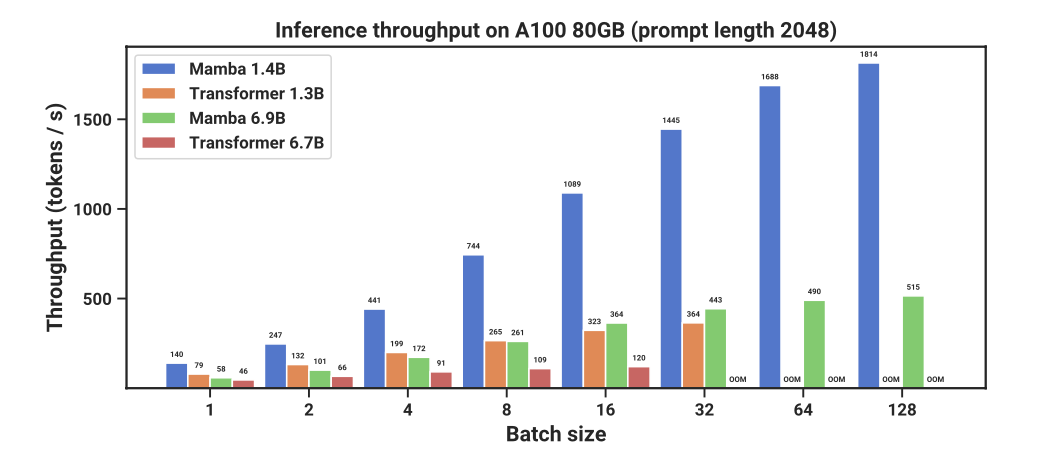 Inference throughput on A100 80GB (prompt length 2048)
Mamba 1.4B
Transformer 1.3B
Mamba 6.9B
Transformer 6.7B
Throughput (tokens / s)
1500
1000
500
140 79 58 46
247 132 101 66
441 199 172 91
744 265 261 109
1089 323 364 120
1445 364 443 OOM
1688 OOM 490 OOM
1814 OOM 515 OOM
1 2 4 8 16 32 64 128
Batch size